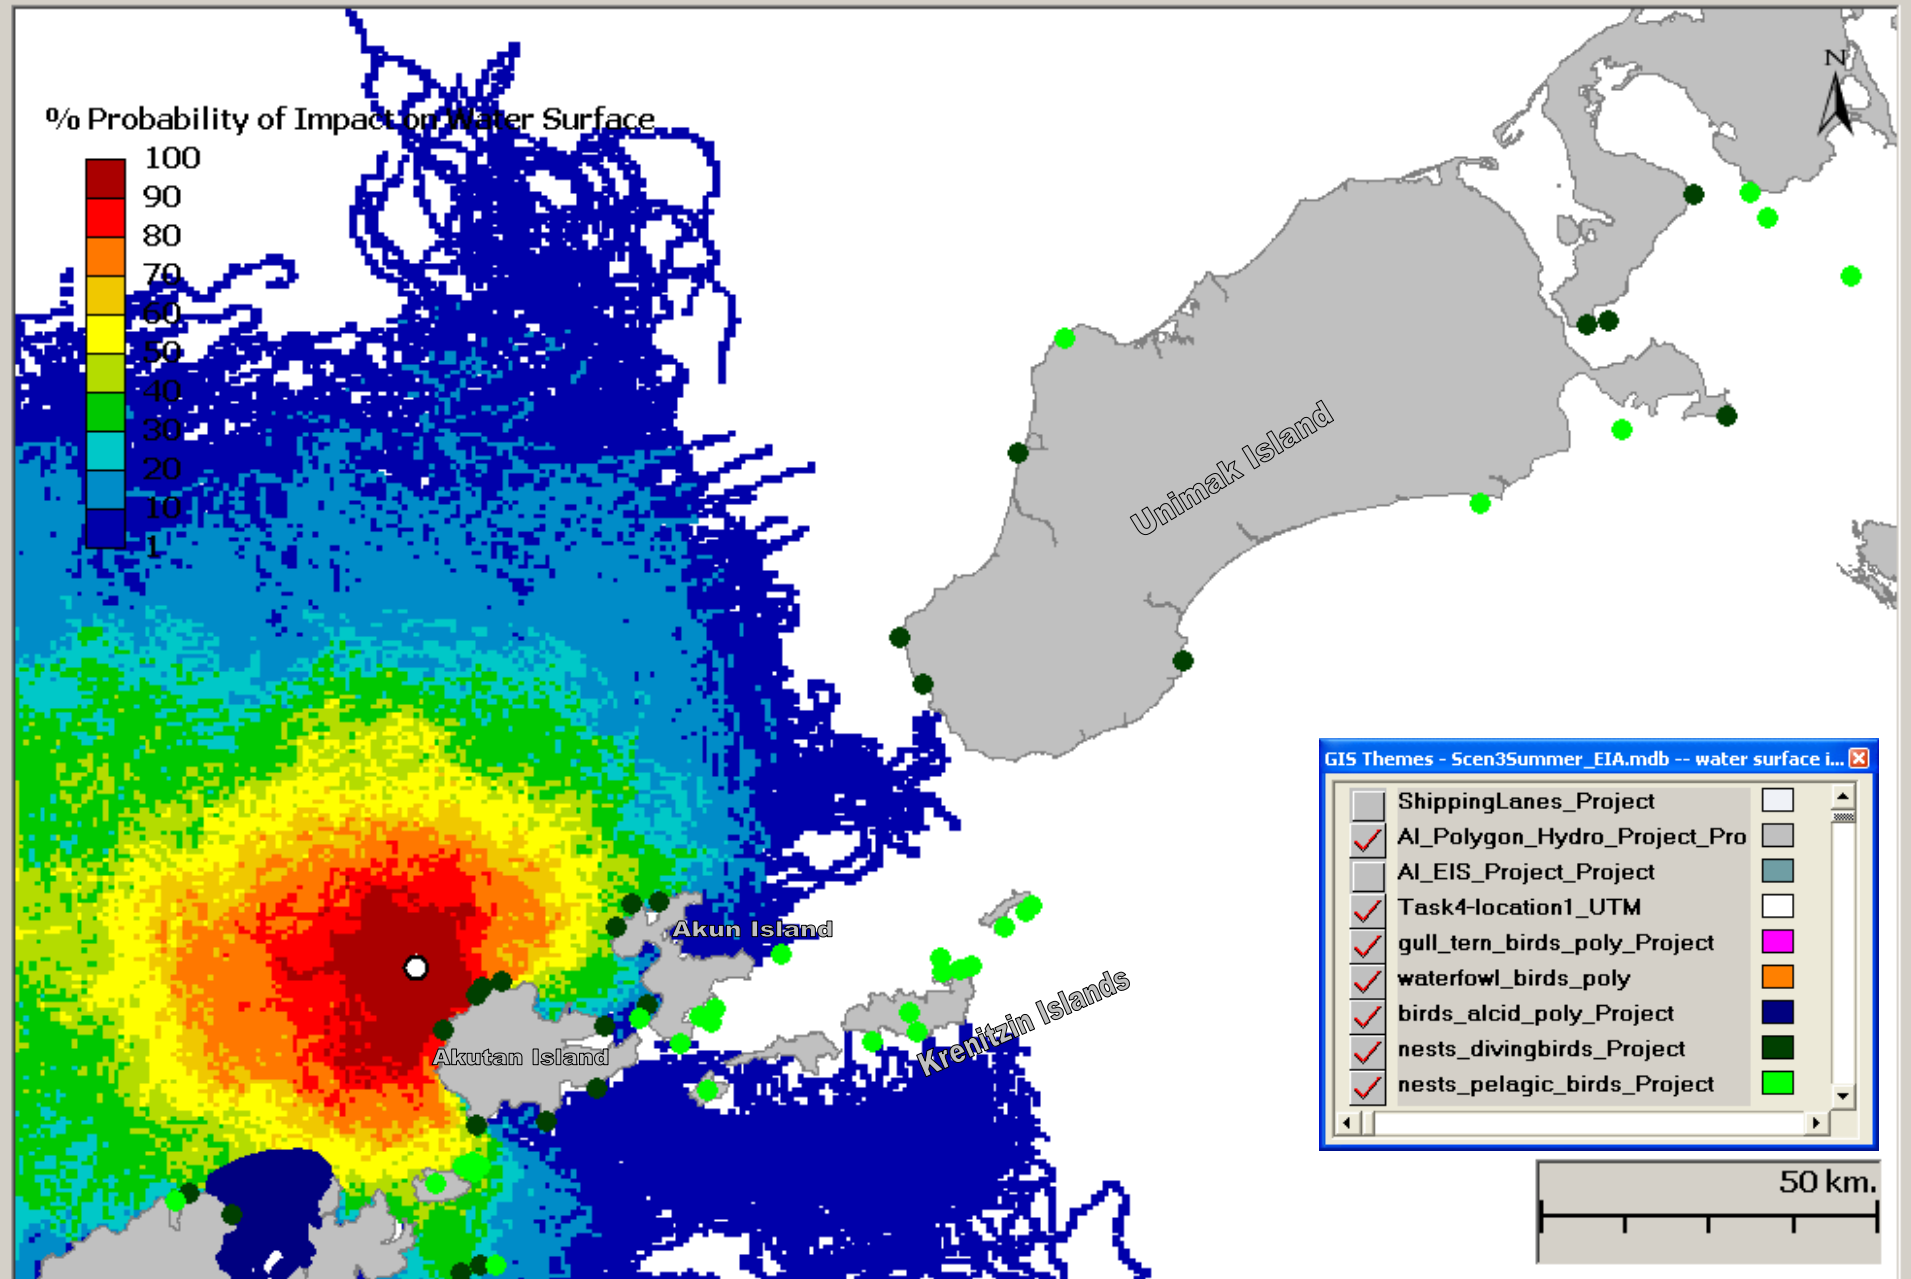 N
% Probability of Impact on Water Surface
100
90
80
70
60
50
40
30
20
10
1
Unimak Island
Akun Island
Krenitzin Islands
Akutan Island
GIS Themes - Scen3Summer_EIA.mdb -- water surface i...
ShippingLanes_Project
AI_Polygon_Hydro_Project_Pro
AI_EIS_Project_Project
Task4-location1_UTM
gull_tern_birds_poly_Project
waterfowl_birds_poly
birds_alcid_poly_Project
nests_divingbirds_Project
nests_pelagic_birds_Project
50 km.